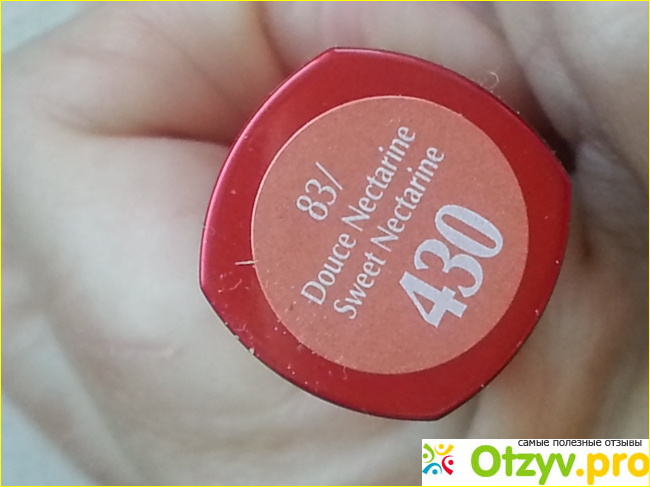 83/
Douce Nectarine
Sweet Nectarine
430
самые полезные отзывы
Otzyv.pro